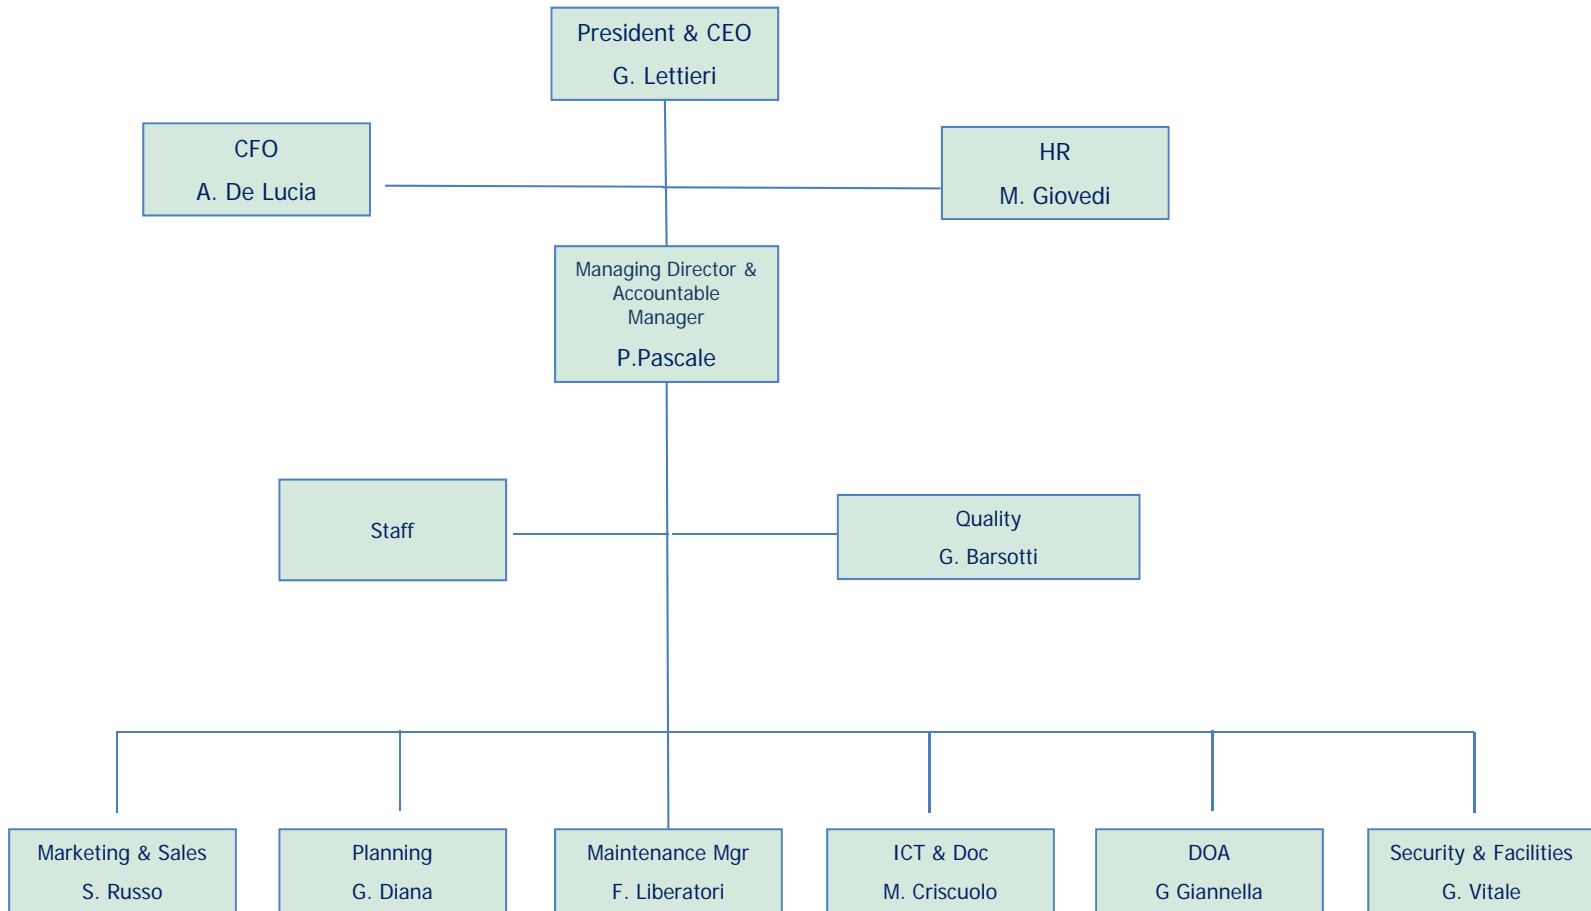 President & CEO
G. Lettieri
CFO
A. De Lucia
HR
M. Giovedi
Managing Director &
Accountable
Manager
P.Pascale
Staff
Quality
G. Barsotti
Marketing & Sales
S. Russo
Planning
G. Diana
Maintenance Mgr
F. Liberatori
ICT & Doc
M. Criscuolo
DOA
G Giannella
Security & Facilities
G. Vitale